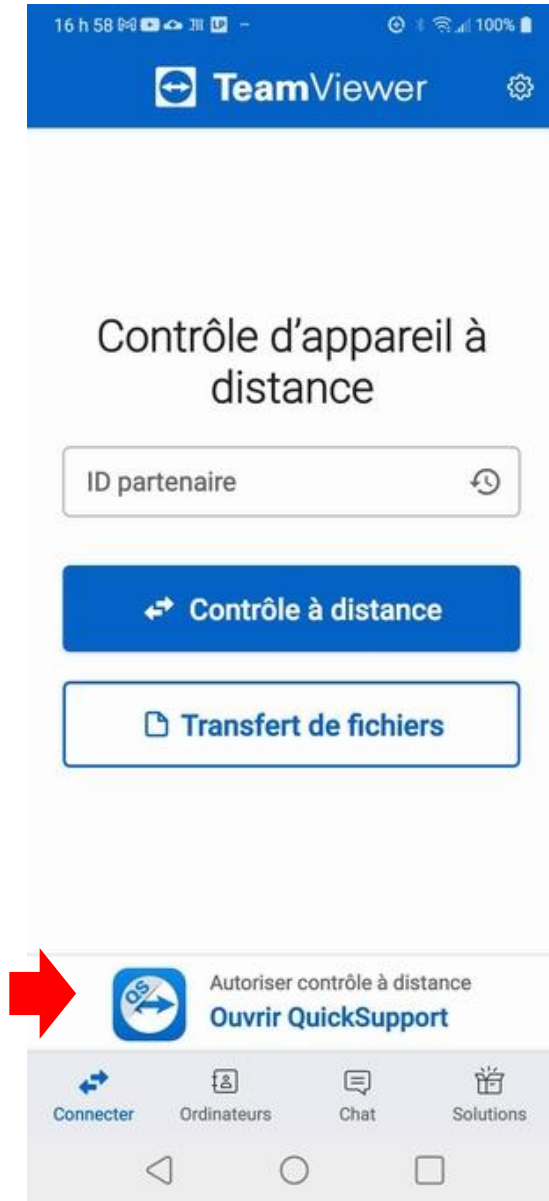 16 h 58 100%
TeamViewer
Contrôle d'appareil à
distance
ID partenaire
Contrôle à distance
Transfert de fichiers
QS
Autoriser contrôle à distance
Ouvrir QuickSupport
Connecter Ordinateurs Chat Solutions